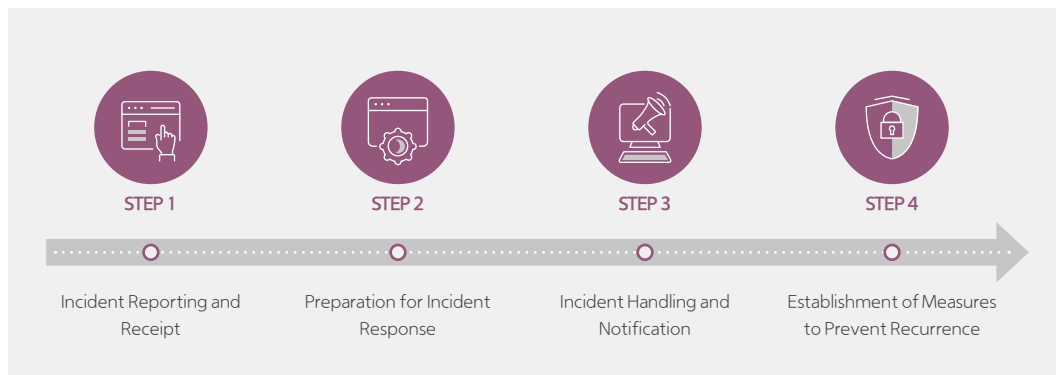 STEP 1
STEP 2
STEP 3
STEP 4
Incident Reporting and
Receipt
Preparation for Incident
Response
Incident Handling and
Notification
Establishment of Measures
to Prevent Recurrence